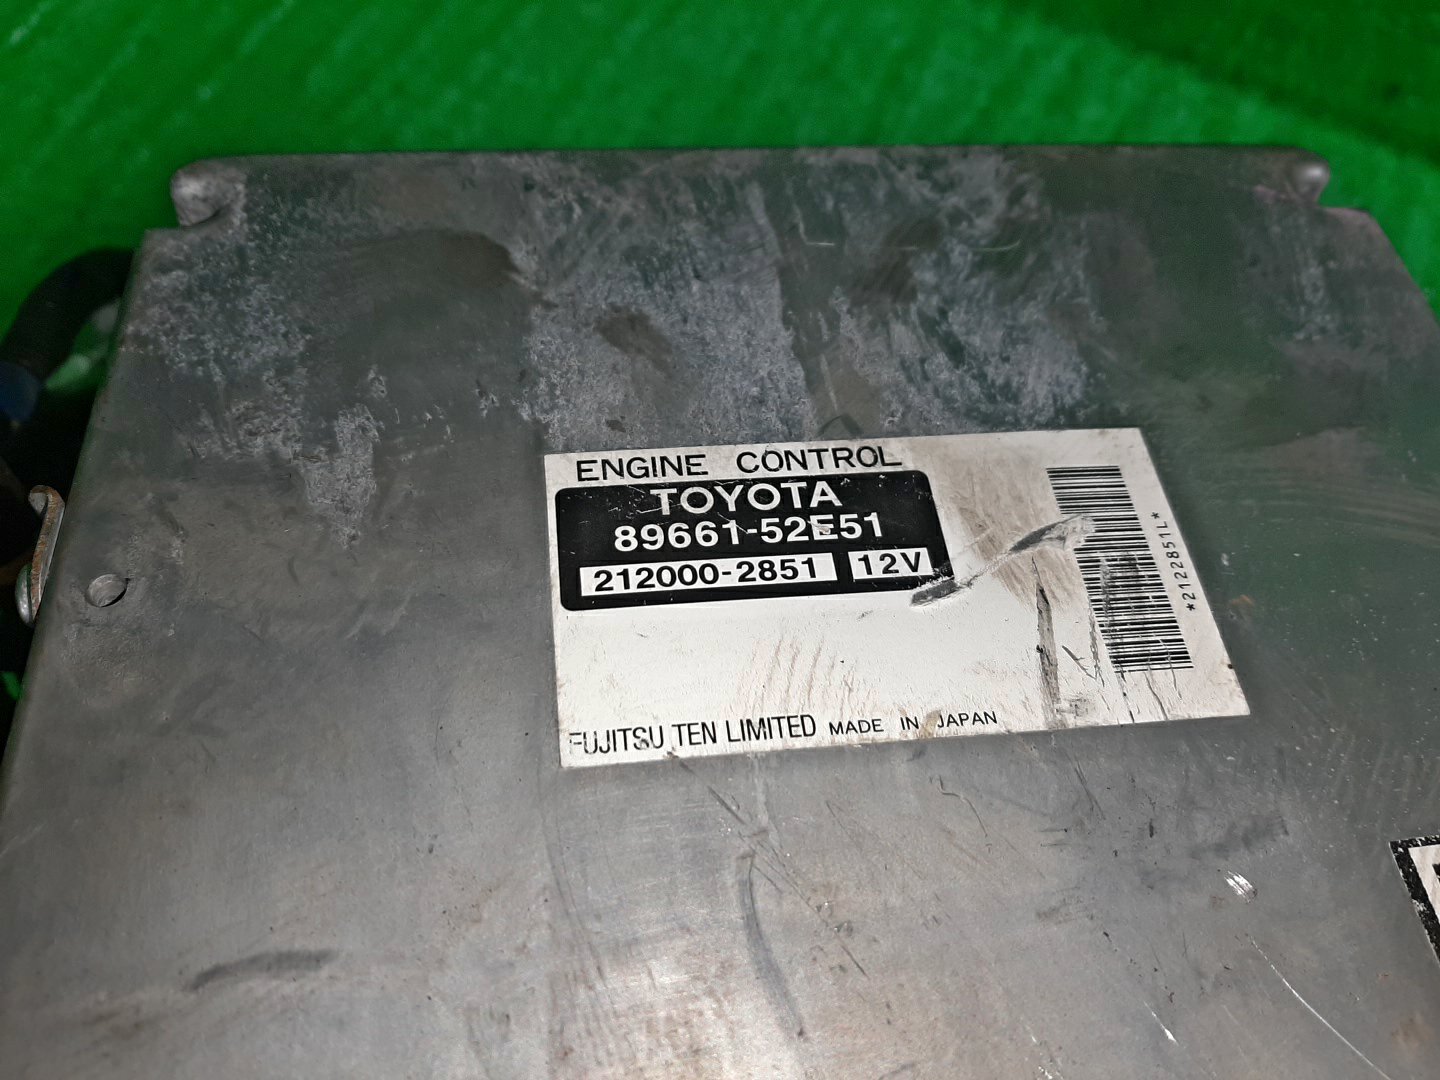 ENGINE CONTROL
TOYOTA
89661-52E51
212000-2851 12V
*2122851L*
FUJITSU TEN LIMITED MADE IN JAPAN